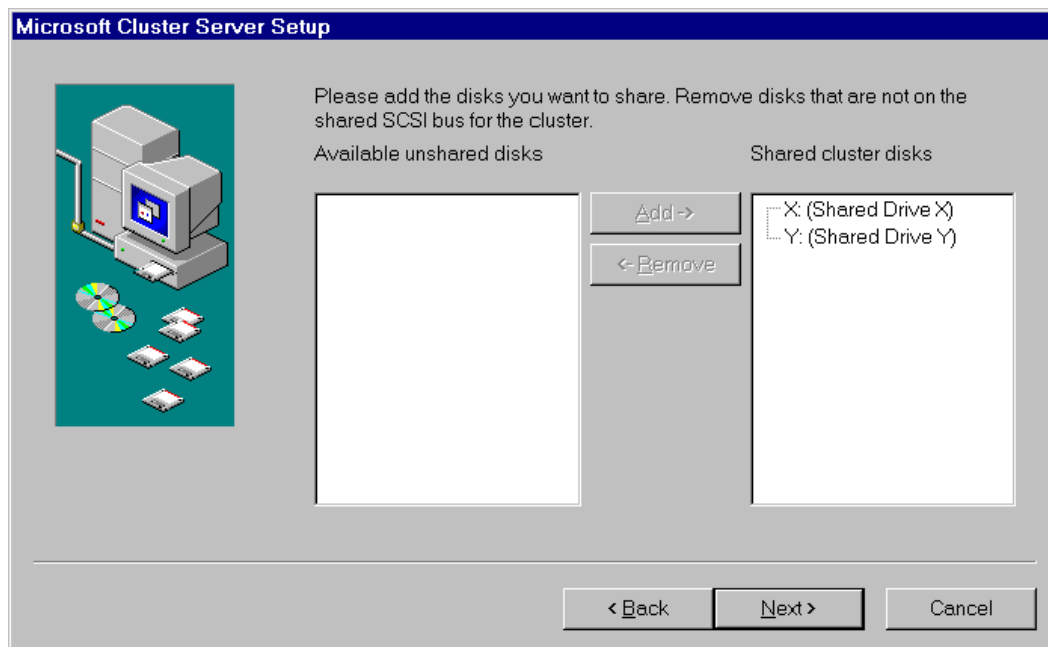 Microsoft Cluster Server Setup
Please add the disks you want to share. Remove disks that are not on the
shared SCSI bus for the cluster.
Available unshared disks
Shared cluster disks
Add ->
<- Remove
X: (Shared Drive X)
Y: (Shared Drive Y)
< Back
Next >
Cancel